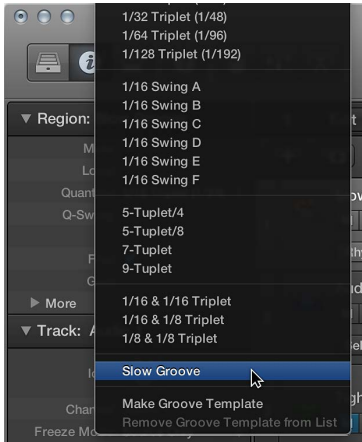 1/32 Triplet (1/48)
1/64 Triplet (1/96)
1/128 Triplet (1/192)
1/16 Swing A
1/16 Swing B
1/16 Swing C
1/16 Swing D
1/16 Swing E
1/16 Swing F
5-Tuplet/4
5-Tuplet/8
7-Tuplet
9-Tuplet
1/16 & 1/16 Triplet
1/16 & 1/8 Triplet
1/8 & 1/8 Triplet
Slow Groove
Make Groove Template
Remove Groove Template from List
Region:
Q-Sw
More
Track:
Freeze Mo